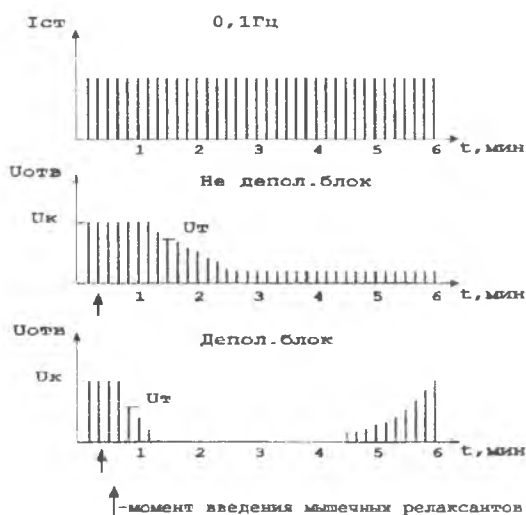 Iст 0,1Гц
1 2 3 4 5 6 t,мин
Uотв Не депол.блок
Uк Uт
1 2 3 4 5 6 t,мин
Uотв Депол.блок
Uк Uт
1 2 3 4 5 6 t,мин
-момент введения мышечных релаксантов